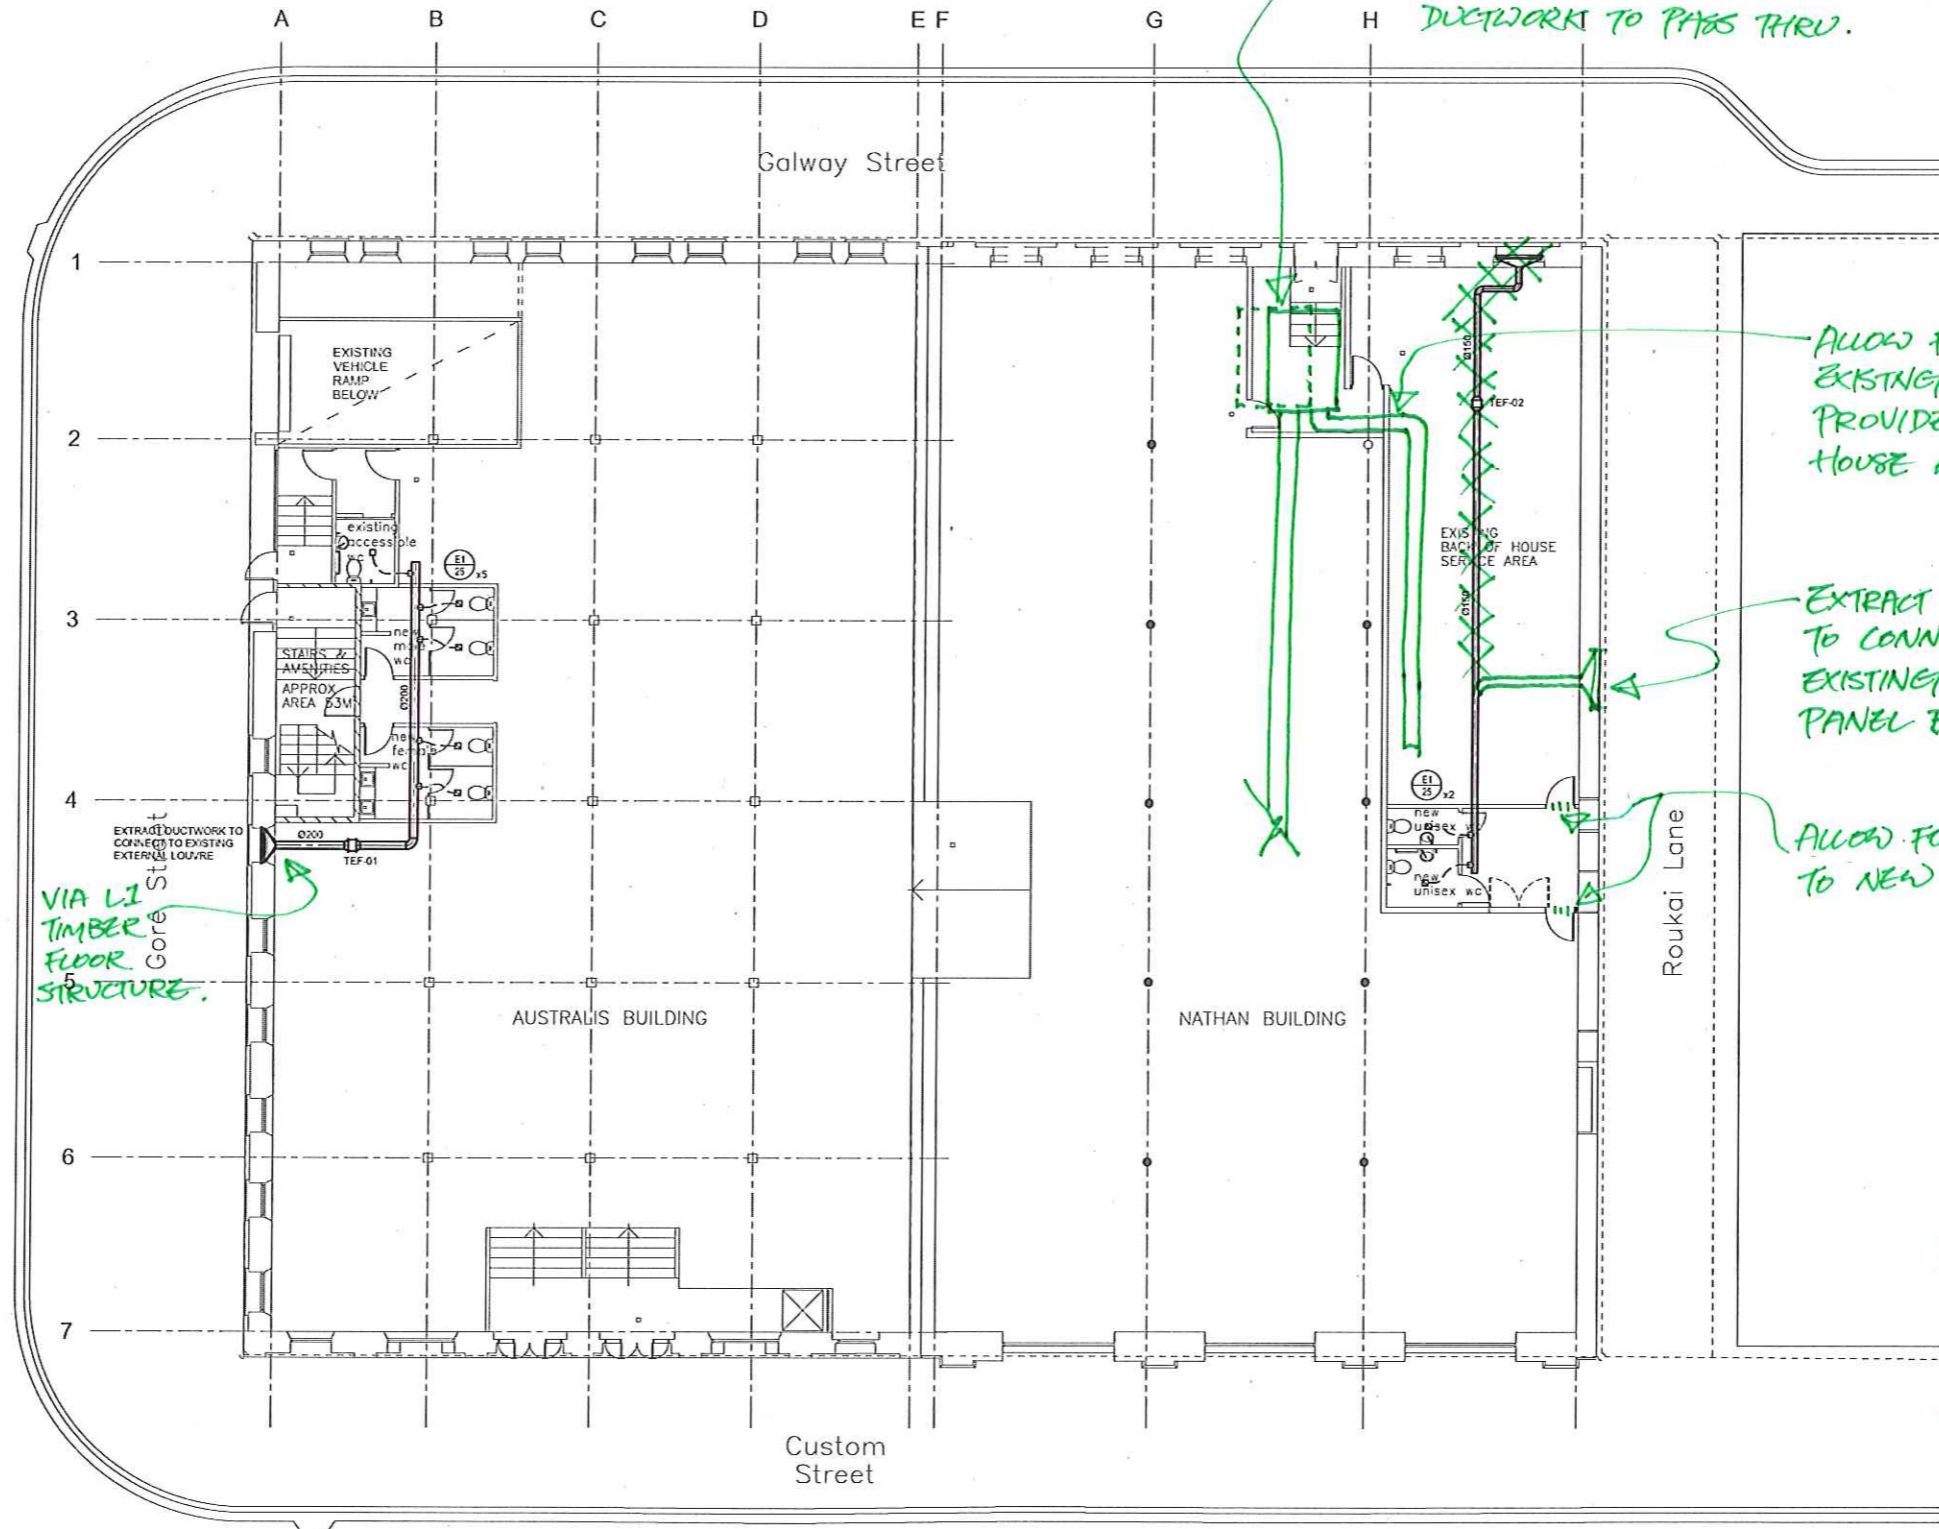 A B C D E F G H I
DUCTWORK TO PASS THRU.
Galway Street
1
EXISTING
VEHICLE
RAMP
BELOW
Ø150
TEF-02
ALLOW
EXISTNG
PROVIDE
HOUSE
2
existing
accessible
wc
E1
25 x5
EXISTING
BACK OF HOUSE
SERVICE AREA
3
new
male
wc
STAIRS &
AMENITIES
APPROX
AREA 53M
Ø200
Ø150
EXTRACT
TO CONN
EXISTING
PANEL
new
female
wc
4
E1
25 x2
new
unisex wc
new
unisex wc
EXTRACT DUCTWORK TO
CONNECT TO EXISTING
EXTERNAL LOUVRE
Ø200
TEF-01
ALLOW FO
TO NEW
VIA L1
TIMBER
FLOOR
STRUCTURE.
Gore Street
Roukai Lane
5
AUSTRALIS BUILDING
NATHAN BUILDING
6
7
Custom
Street